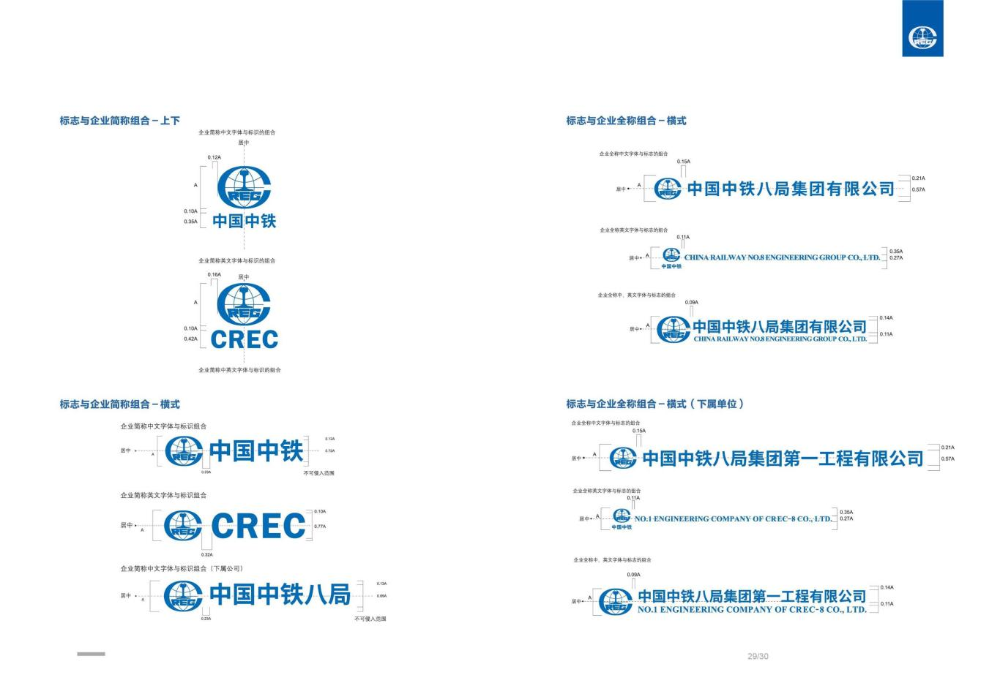 CREG
标志与企业简称组合－上下
企业简称中文字体与标识的组合
居中
0.12A
A
CREG
0.10A
0.35A
中国中铁
企业简称英文字体与标识的组合
0.16A
居中
A
CREG
0.10A
0.42A
CREC
企业简称中英文字体与标识的组合
标志与企业简称组合－横式
企业简称中文字体与标识组合
居中
A
CREG
中国中铁
0.12A
0.72A
0.23A
不可侵入范围
企业简称英文字体与标识组合
居中
A
CREG
CREC
0.10A
0.77A
0.32A
企业简称中文字体与标识组合（下属公司）
居中
A
CREG
中国中铁八局
0.13A
0.69A
0.23A
不可侵入范围
标志与企业全称组合－横式
企业全称中文字体与标志的组合
0.15A
居中
A
CREG
中国中铁八局集团有限公司
0.21A
0.57A
企业全称英文字体与标志的组合
0.11A
居中
A
CREG
中国中铁
CHINA RAILWAY NO.8 ENGINEERING GROUP CO., LTD.
0.35A
0.27A
企业全称中、英文字体与标志的组合
0.09A
居中
A
CREG
中国中铁八局集团有限公司
CHINA RAILWAY NO.8 ENGINEERING GROUP CO., LTD.
0.14A
0.11A
标志与企业全称组合－横式（下属单位）
企业全称中文字体与标志的组合
0.15A
居中
A
CREG
中国中铁八局集团第一工程有限公司
0.21A
0.57A
企业全称英文字体与标志的组合
0.11A
居中
A
CREG
中国中铁
NO.1 ENGINEERING COMPANY OF CREC-8 CO., LTD.
0.35A
0.27A
企业全称中、英文字体与标志的组合
0.09A
居中
A
CREG
中国中铁八局集团第一工程有限公司
NO.1 ENGINEERING COMPANY OF CREC-8 CO., LTD.
0.14A
0.11A
29/30